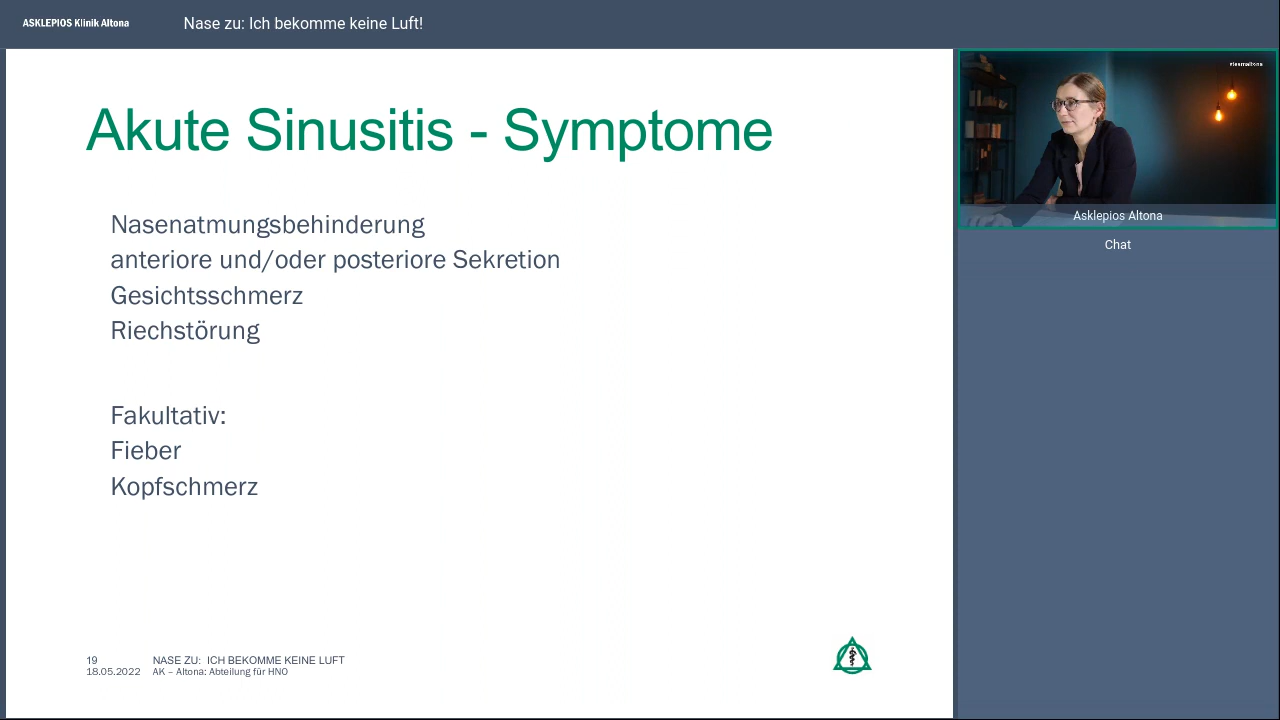 ASKLEPIOS Klinik Altona
Nase zu: Ich bekomme keine Luft!
Akute Sinusitis - Symptome
Nasenatmungsbehinderung
anteriore und/oder posteriore Sekretion
Gesichtsschmerz
Riechstörung
Fakultativ:
Fieber
Kopfschmerz
19 NASE ZU: ICH BEKOMME KEINE LUFT
18.05.2022 AK – Altona: Abteilung für HNO
#teamaltona
Asklepios Altona
Chat